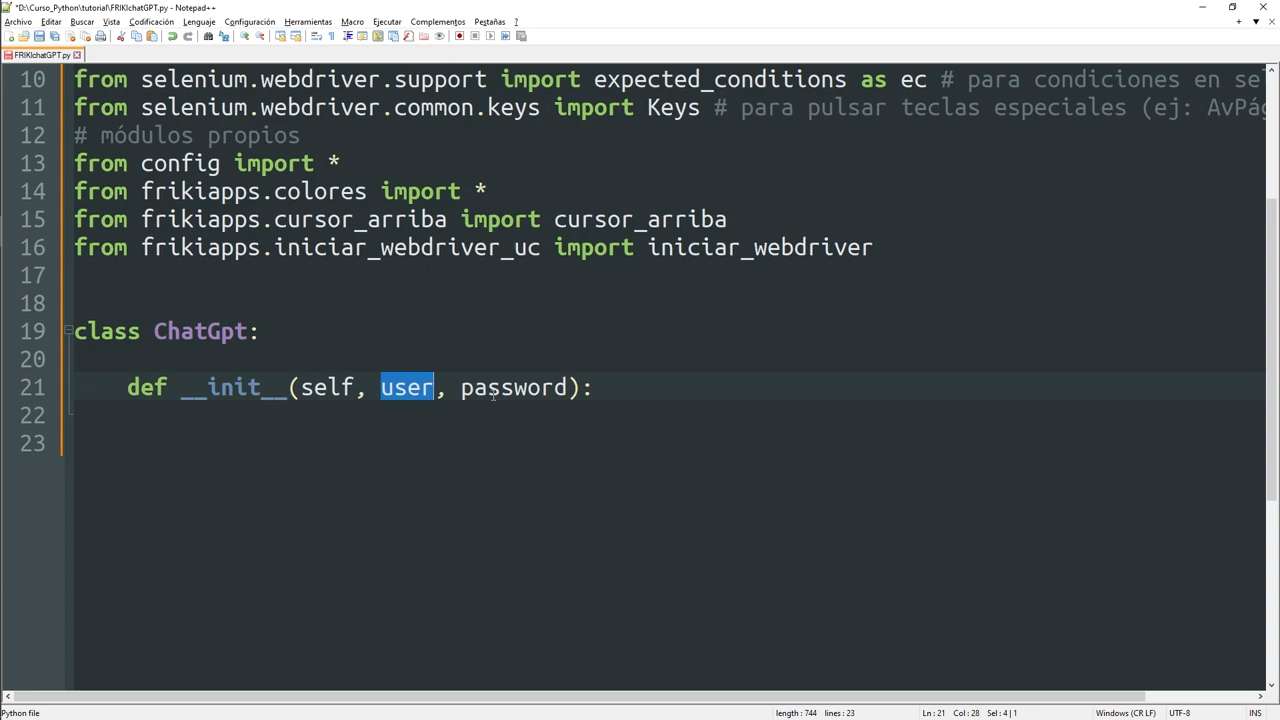 *D:\Curso_Python\tutorial\FRIKIchatGPT.py - Notepad++
Archivo Editar Buscar Vista Codificación Lenguaje Configuración Herramientas Macro Ejecutar Complementos Pestañas ?
FRIKIchatGPT.py
10 from selenium.webdriver.support import expected_conditions as ec # para condiciones en se
11 from selenium.webdriver.common.keys import Keys # para pulsar teclas especiales (ej: AvPág
12 # módulos propios
13 from config import *
14 from frikiapps.colores import *
15 from frikiapps.cursor_arriba import cursor_arriba
16 from frikiapps.iniciar_webdriver_uc import iniciar_webdriver
17
18
19 class ChatGpt:
20
21 def __init__(self, user, password):
22
23
Python file length : 744 lines : 23 Ln : 21 Col : 28 Sel : 4 | 1 Windows (CR LF) UTF-8 INS